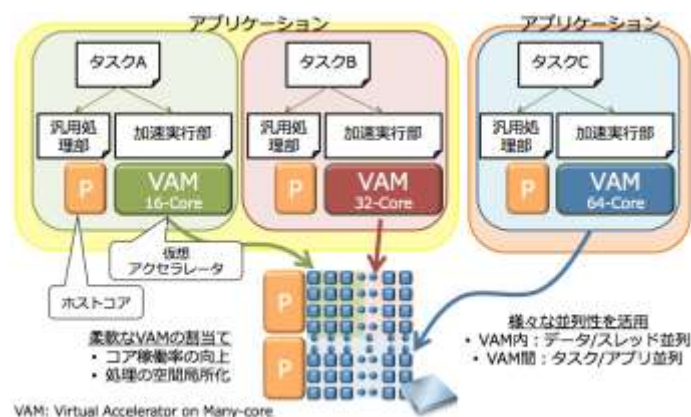 アプリケーション
アプリケーション
タスクA
タスクB
タスクC
汎用処
理部
加速実行部
汎用処
理部
加速実行部
汎用処
理部
加速実行部
P
VAM
16-Core
P
VAM
32-Core
P
VAM
64-Core
仮想
アクセラレータ
ホストコア
P
P
柔軟なVAMの割当て
• コア稼働率の向上
• 処理の空間局所化
様々な並列性を活用
• VAM内：データ/スレッド並列
• VAM間：タスク/アプリ並列
VAM: Virtual Accelerator on Many-core